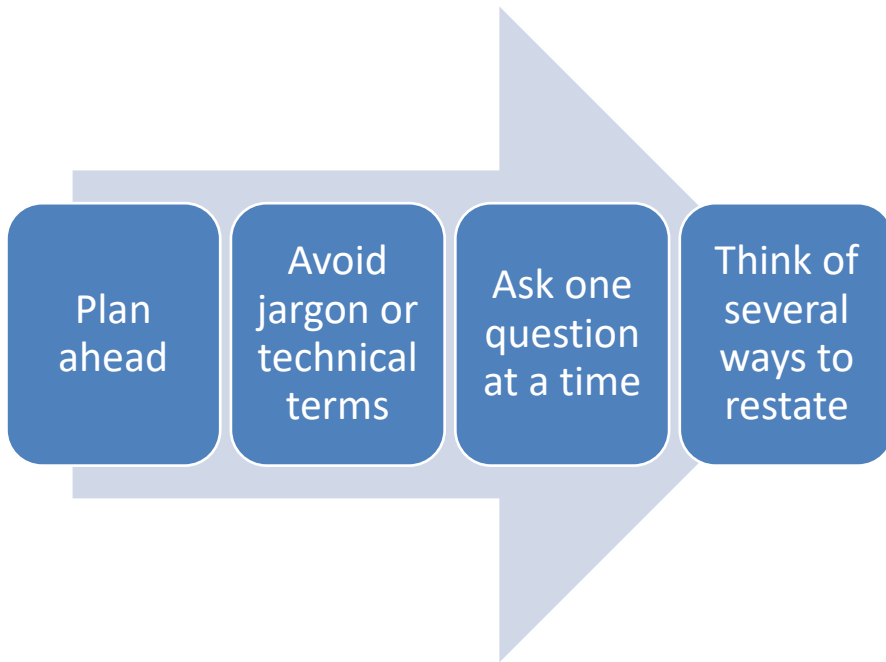 Plan
ahead
Avoid
jargon or
technical
terms
Ask one
question
at a time
Think of
several
ways to
restate